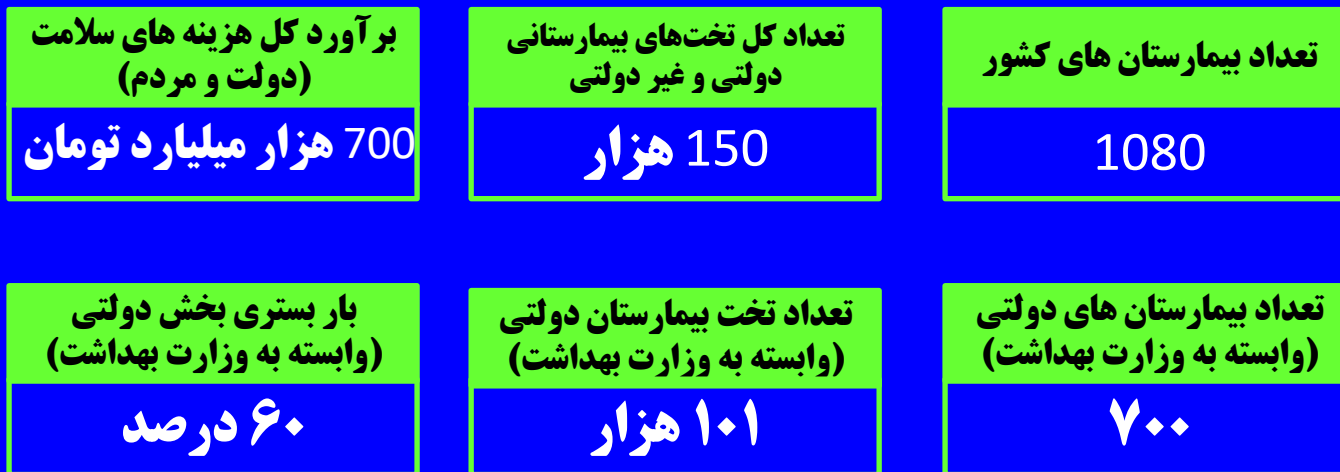 تعداد بیمارستان های کشور
1080
تعداد کل تخت‌های بیمارستانی
دولتی و غیر دولتی
150 هزار
برآورد کل هزینه های سلامت
(دولت و مردم)
700 هزار میلیارد تومان
تعداد بیمارستان های دولتی
(وابسته به وزارت بهداشت)
۷۰۰
تعداد تخت بیمارستان دولتی
(وابسته به وزارت بهداشت)
۱۰۱ هزار
بار بستری بخش دولتی
(وابسته به وزارت بهداشت)
۶۰ درصد